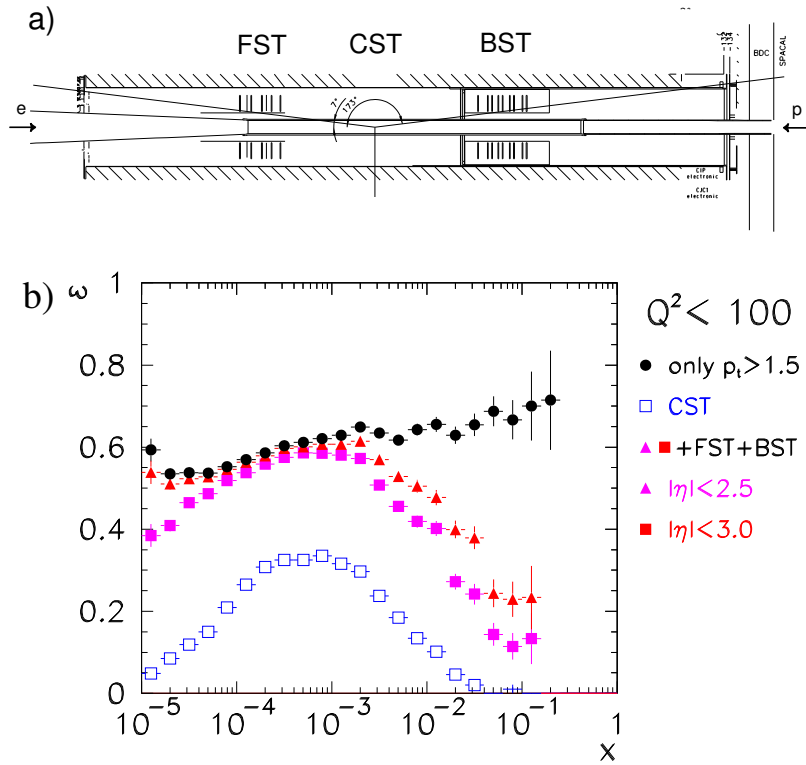 a)
FST CST BST
-132
-134
BDC
SPACAL
e
7°
173°
p
CIP
electronic
CJC1
electronic
b)
ε
1
0.8
0.6
0.4
0.2
0
10⁻⁵ 10⁻⁴ 10⁻³ 10⁻² 10⁻¹ 1
x
Q² < 100
only pₜ>1.5
CST
+FST+BST
|η|<2.5
|η|<3.0